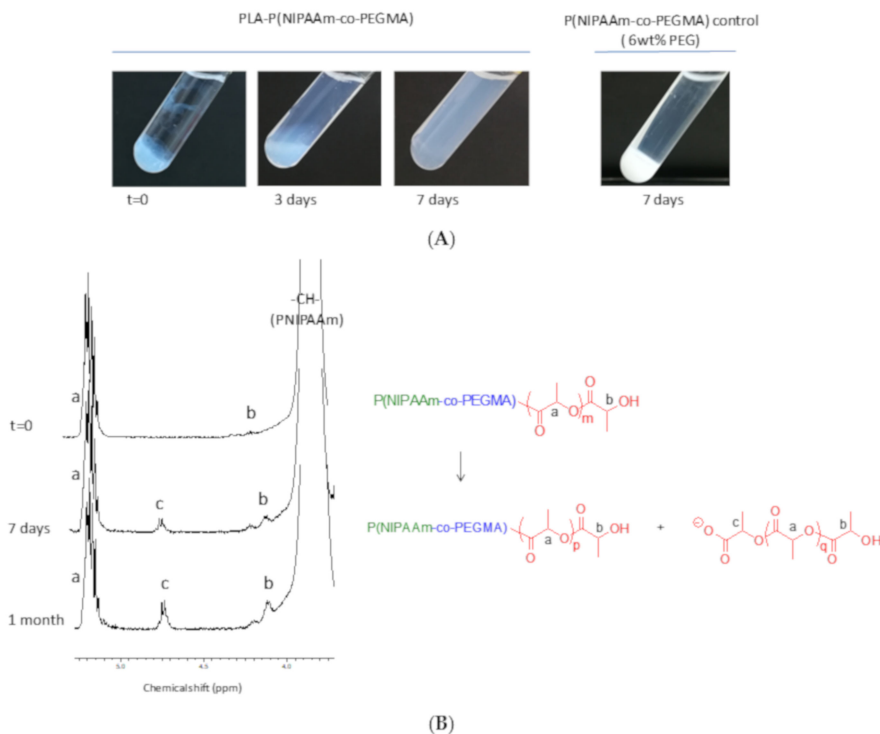 PLA-P(NIPAAm-co-PEGMA)
P(NIPAAm-co-PEGMA) control
( 6wt% PEG)
t=0
3 days
7 days
7 days
(A)
-CH-
(PNIPAAm)
a
b
t=0
a
c
b
7 days
a
c
b
1 month
5.0
4.5
4.0
Chemicalshift (ppm)
P(NIPAAm-co-PEGMA)
O
a
O
m
O
b
OH
P(NIPAAm-co-PEGMA)
O
a
O
p
O
b
OH
+
⊖
O
O
c
O
O
a
O
q
O
b
OH
(B)